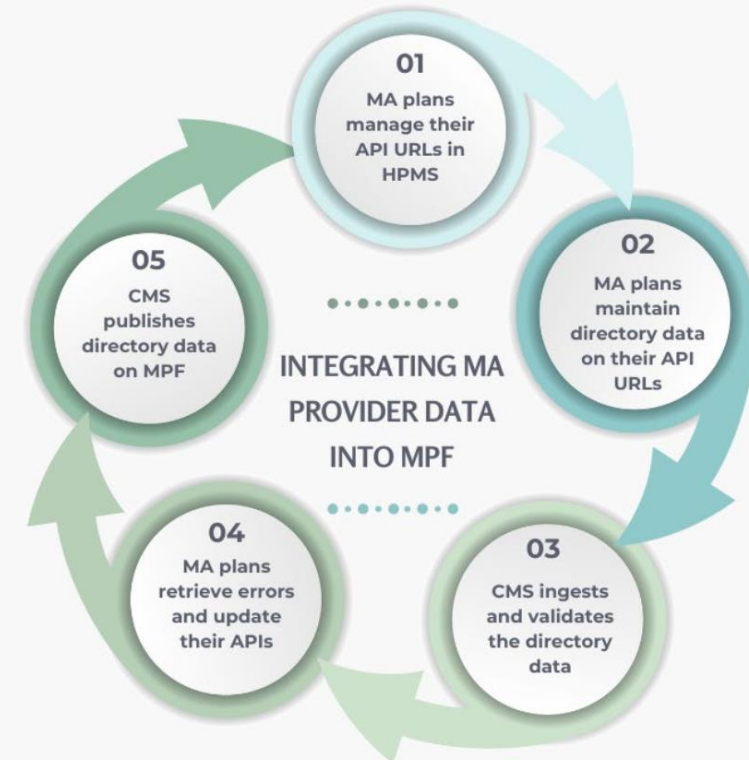 01
MA plans
manage their
API URLs in
HPMS
02
MA plans
maintain
directory data
on their API
URLs
03
CMS ingests
and validates
the directory
data
04
MA plans
retrieve errors
and update
their APIs
05
CMS
publishes
directory data
on MPF
INTEGRATING MA
PROVIDER DATA
INTO MPF